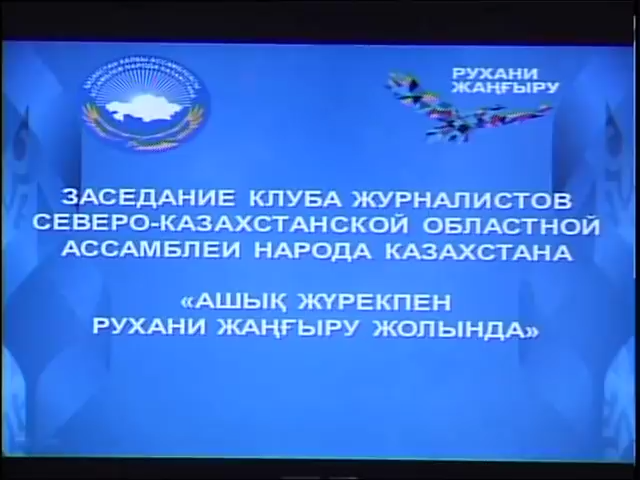 РУХАНИ
ЖАҢҒЫРУ
ЗАСЕДАНИЕ КЛУБА ЖУРНАЛИСТОВ
СЕВЕРО-КАЗАХСТАНСКОЙ ОБЛАСТНОЙ
АССАМБЛЕИ НАРОДА КАЗАХСТАНА
«АШЫҚ ЖҮРЕКПЕН
РУХАНИ ЖАҢҒЫРУ ЖОЛЫНДА»